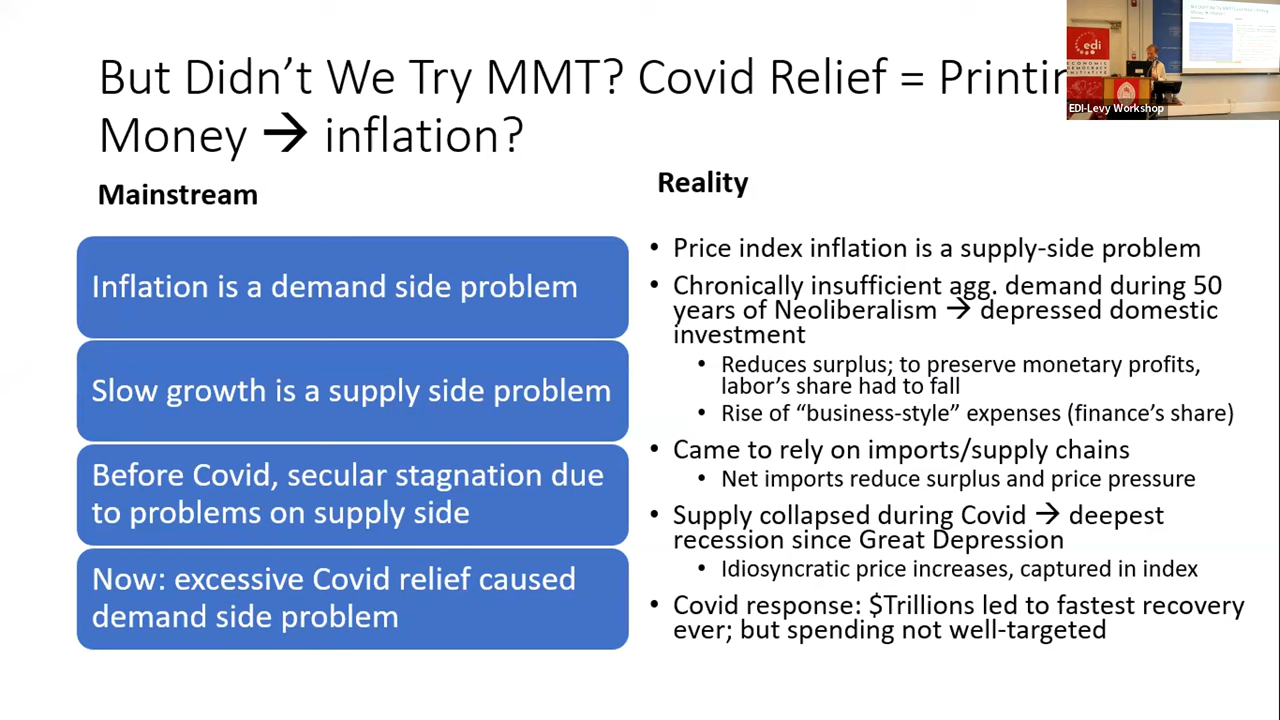 But Didn't We Try MMT? Covid Relief = Printin
Money → inflation?
Mainstream
Inflation is a demand side problem
Slow growth is a supply side problem
Before Covid, secular stagnation due
to problems on supply side
Now: excessive Covid relief caused
demand side problem
Reality
• Price index inflation is a supply-side problem
• Chronically insufficient agg. demand during 50
years of Neoliberalism → depressed domestic
investment
• Reduces surplus; to preserve monetary profits,
labor's share had to fall
• Rise of "business-style" expenses (finance's share)
• Came to rely on imports/supply chains
• Net imports reduce surplus and price pressure
• Supply collapsed during Covid → deepest
recession since Great Depression
• Idiosyncratic price increases, captured in index
• Covid response: $Trillions led to fastest recovery
ever; but spending not well-targeted
edi
ECONOMIC
DEMOCRACY
INITIATIVE
EDI-Levy Workshop